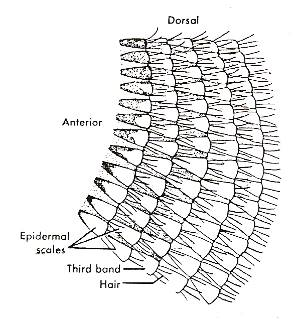 Dorsal
Anterior
Epidermal
scales
Third band
Hair